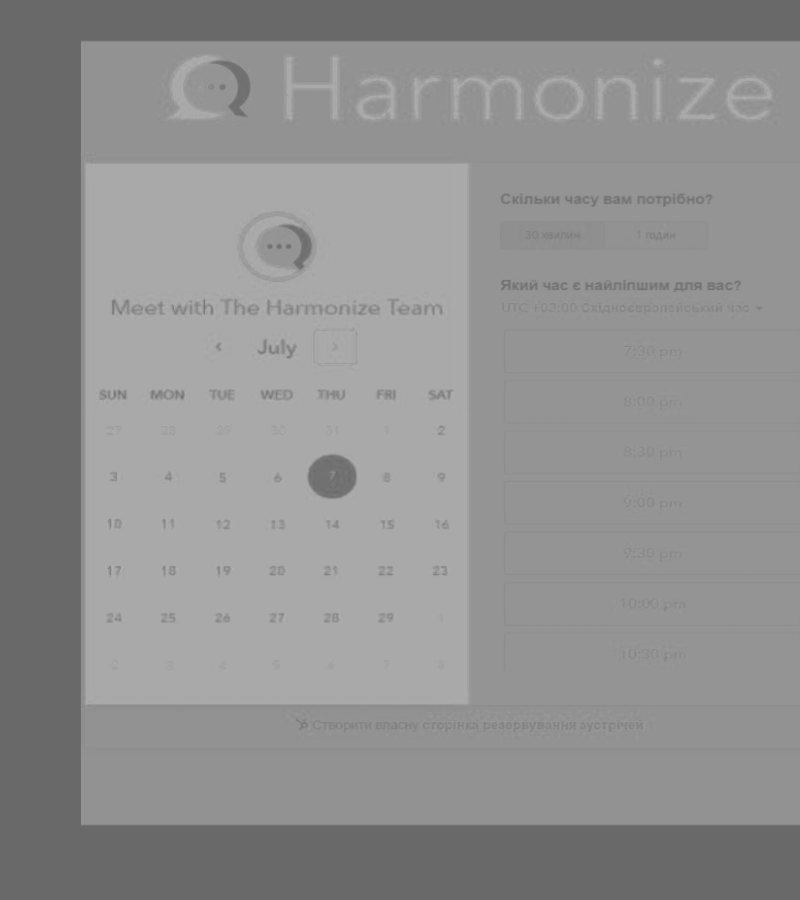 Harmonize
Meet with The Harmonize Team
‹ July ›
SUN MON TUE WED THU FRI SAT
27 28 29 30 31 1 2
3 4 5 6 7 8 9
10 11 12 13 14 15 16
17 18 19 20 21 22 23
24 25 26 27 28 29 1
2 3 4 5 6 7 8
Скільки часу вам потрібно?
30 хвилин 1 годин
Який час є найліпшим для вас?
UTC +03:00 Східноєвропейський час
7:30 pm
8:00 pm
8:30 pm
9:00 pm
9:30 pm
10:00 pm
10:30 pm
Створити власну сторінка резервування зустрічей